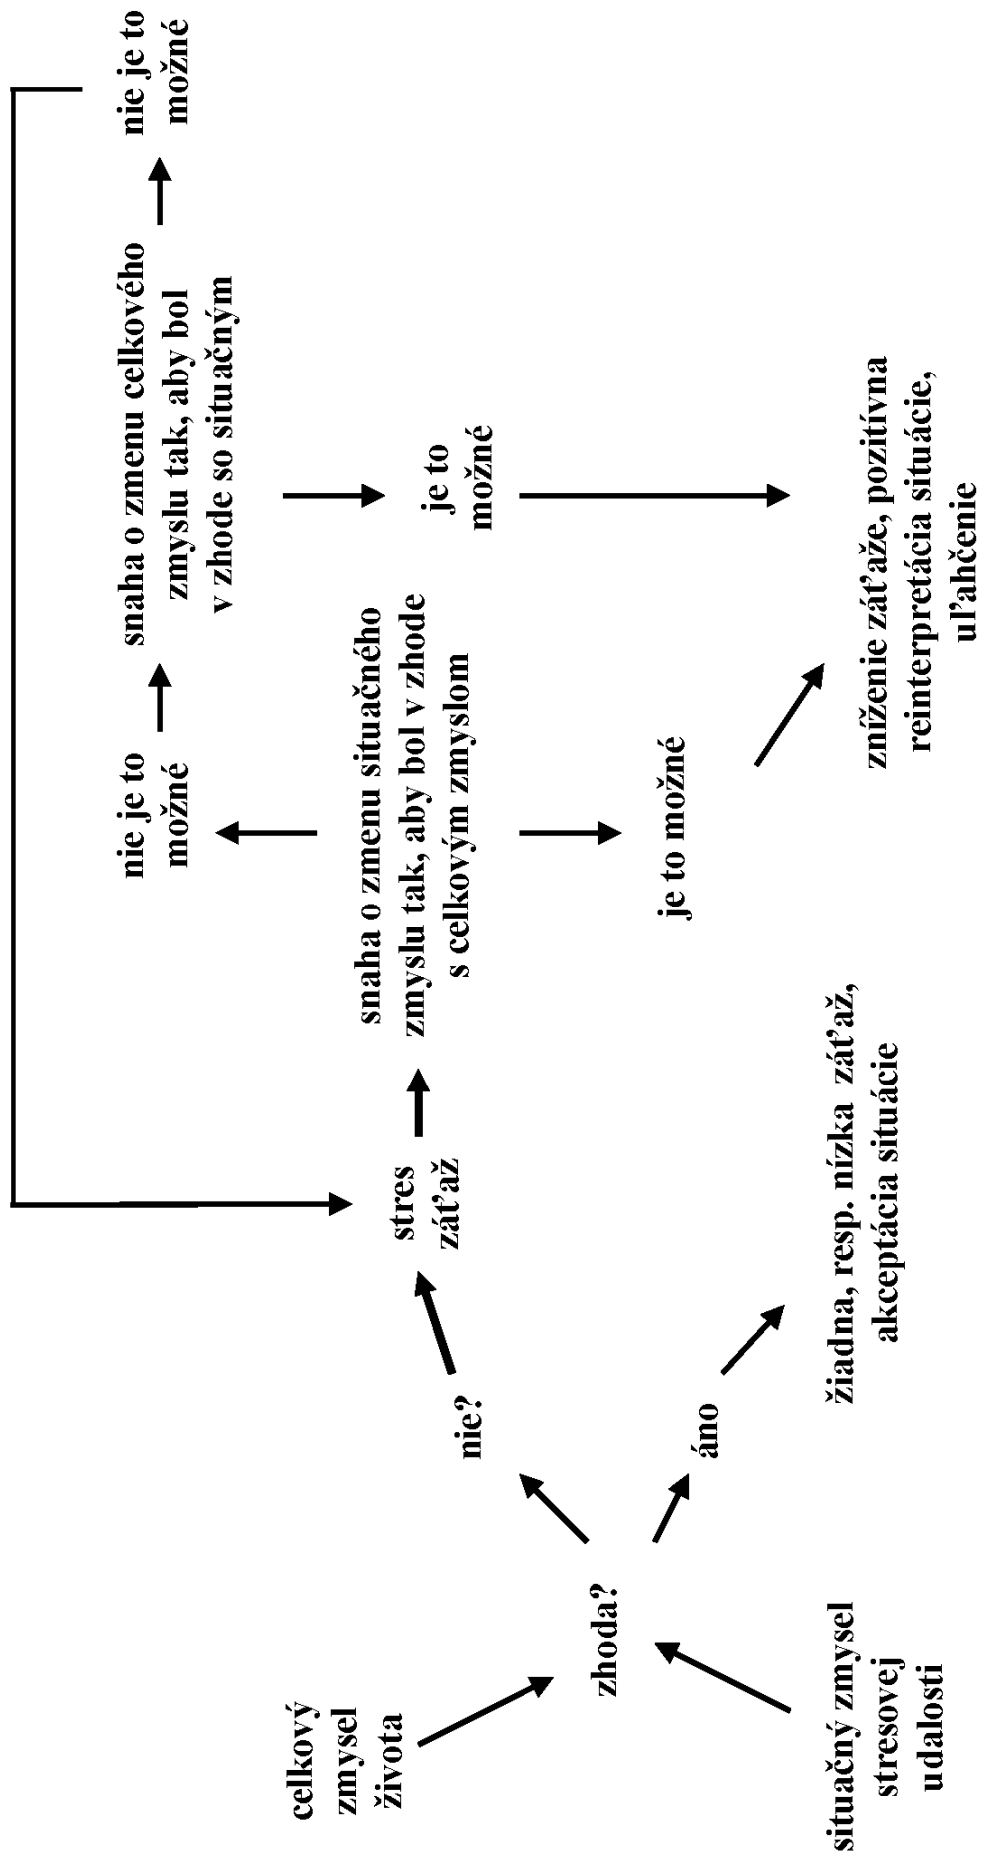 celkový
zmysel
života
situačný zmysel
stresovej
udalosti
zhoda?
nie?
áno
stres
záťaž
žiadna, resp. nízka záťaž,
akceptácia situácie
snaha o zmenu situačného
zmyslu tak, aby bol v zhode
s celkovým zmyslom
nie je to
možné
je to možné
snaha o zmenu celkového
zmyslu tak, aby bol
v zhode so situačným
je to
možné
nie je to
možné
zníženie záťaže, pozitívna
reinterpretácia situácie,
uľahčenie